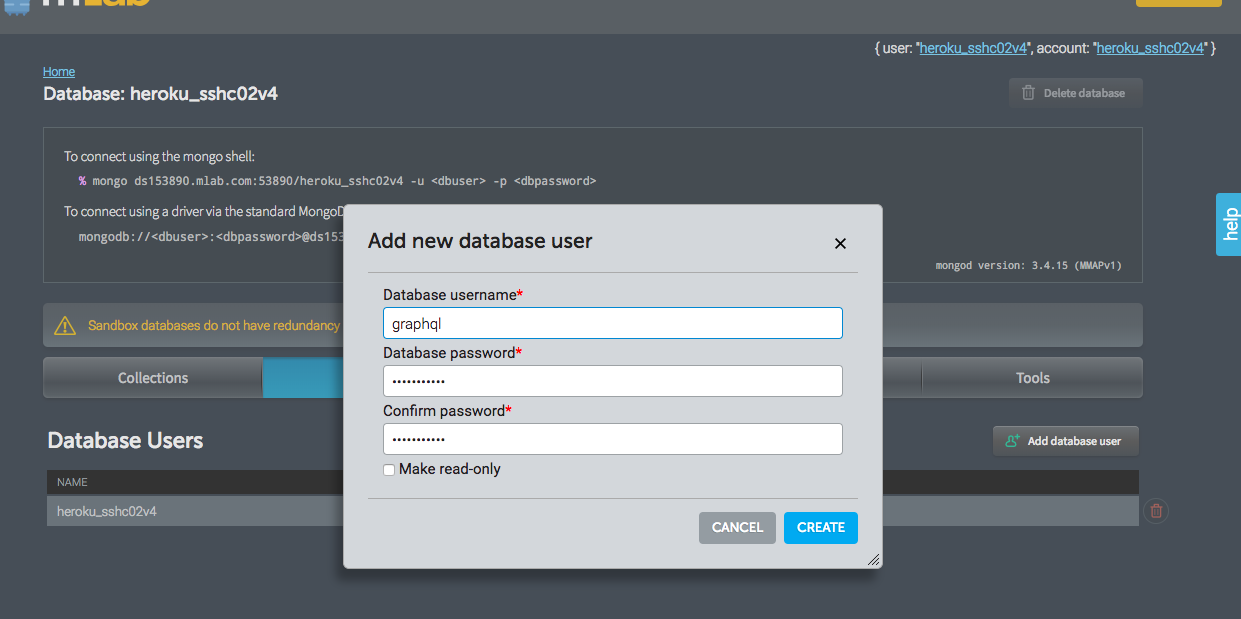 mLab
{ user: "heroku_sshc02v4", account: "heroku_sshc02v4" }
Home
Database: heroku_sshc02v4
Delete database
To connect using the mongo shell:
% mongo ds153890.mlab.com:53890/heroku_sshc02v4 -u <dbuser> -p <dbpassword>
To connect using a driver via the standard MongoD
mongodb://<dbuser>:<dbpassword>@ds153
mongod version: 3.4.15 (MMAPv1)
help
Sandbox databases do not have redundancy
Collections
Tools
Database Users
Add database user
NAME
heroku_sshc02v4
Add new database user
Database username*
graphql
Database password*
•••••••••••
Confirm password*
•••••••••••
Make read-only
CANCEL
CREATE